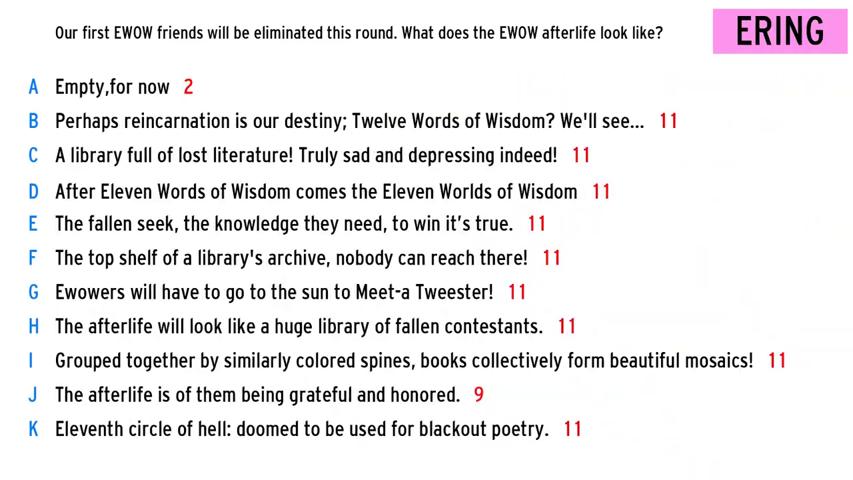 Our first EWOW friends will be eliminated this round. What does the EWOW afterlife look like?
ERING
A Empty,for now 2
B Perhaps reincarnation is our destiny; Twelve Words of Wisdom? We'll see... 11
C A library full of lost literature! Truly sad and depressing indeed! 11
D After Eleven Words of Wisdom comes the Eleven Worlds of Wisdom 11
E The fallen seek, the knowledge they need, to win it’s true. 11
F The top shelf of a library's archive, nobody can reach there! 11
G Ewowers will have to go to the sun to Meet-a Tweester! 11
H The afterlife will look like a huge library of fallen contestants. 11
I Grouped together by similarly colored spines, books collectively form beautiful mosaics! 11
J The afterlife is of them being grateful and honored. 9
K Eleventh circle of hell: doomed to be used for blackout poetry. 11